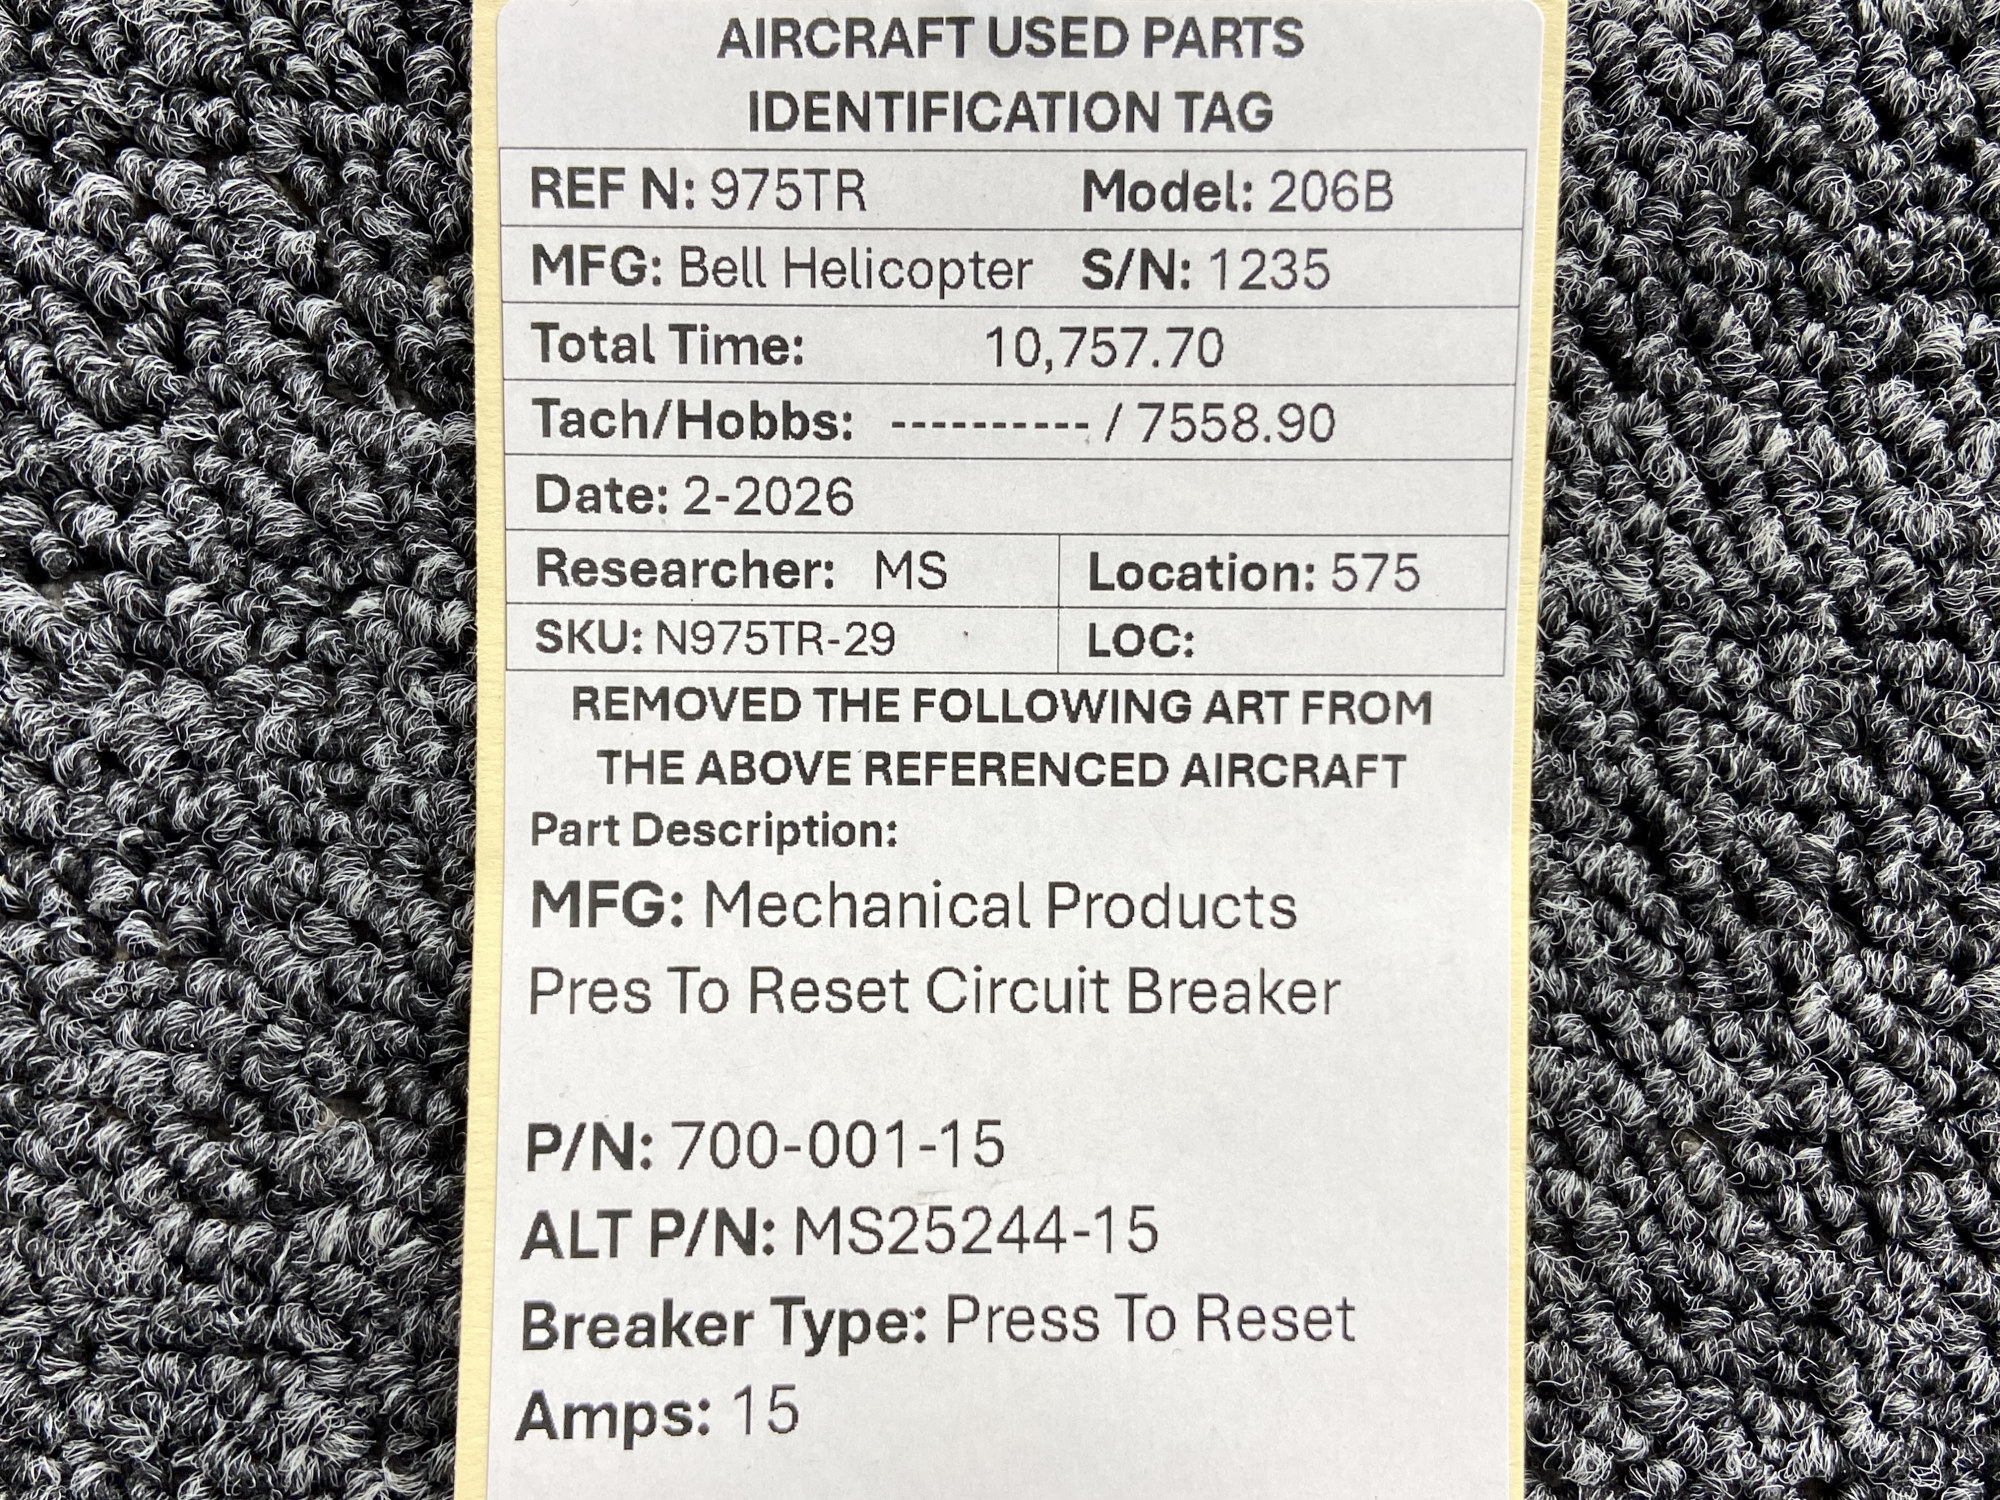 AIRCRAFT USED PARTS
IDENTIFICATION TAG
REF N: 975TR Model: 206B
MFG: Bell Helicopter S/N: 1235
Total Time: 10,757.70
Tach/Hobbs: ---------- / 7558.90
Date: 2-2026
Researcher: MS Location: 575
SKU: N975TR-29 LOC:
REMOVED THE FOLLOWING ART FROM
THE ABOVE REFERENCED AIRCRAFT
Part Description:
MFG: Mechanical Products
Pres To Reset Circuit Breaker
P/N: 700-001-15
ALT P/N: MS25244-15
Breaker Type: Press To Reset
Amps: 15